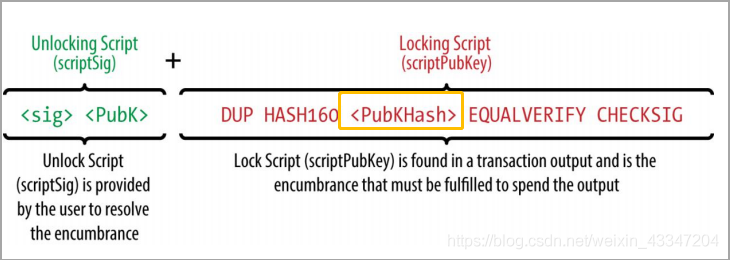 Unlocking Script
(scriptSig)
+
Locking Script
(scriptPubKey)
<sig> <PubK>
DUP HASH160 <PubKHash> EQUALVERIFY CHECKSIG
Unlock Script
(scriptSig) is provided
by the user to resolve
the encumbrance
Lock Script (scriptPubKey) is found in a transaction output and is the
encumbrance that must be fulfilled to spend the output
https://blog.csdn.net/weixin_43347204